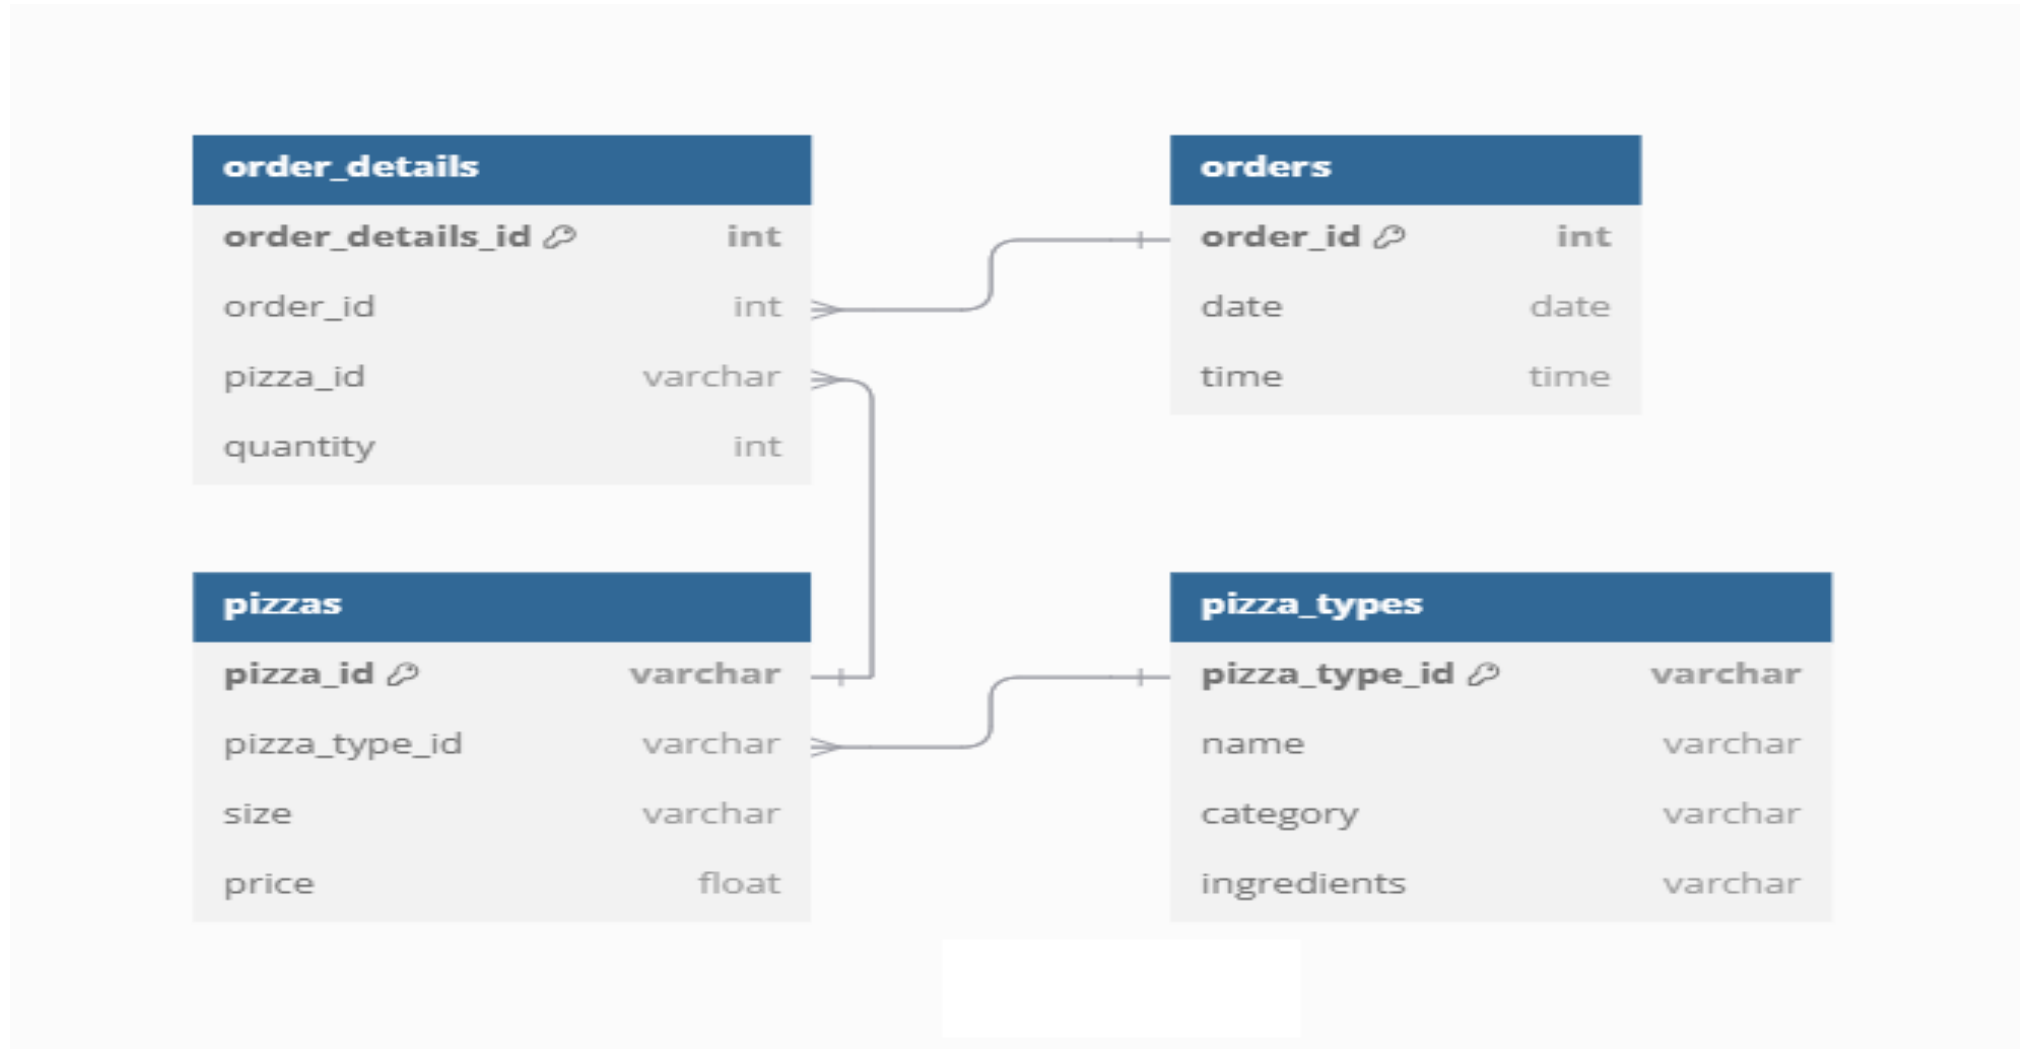 order_details
order_details_id int
order_id int
pizza_id varchar
quantity int
orders
order_id int
date date
time time
pizzas
pizza_id varchar
pizza_type_id varchar
size varchar
price float
pizza_types
pizza_type_id varchar
name varchar
category varchar
ingredients varchar